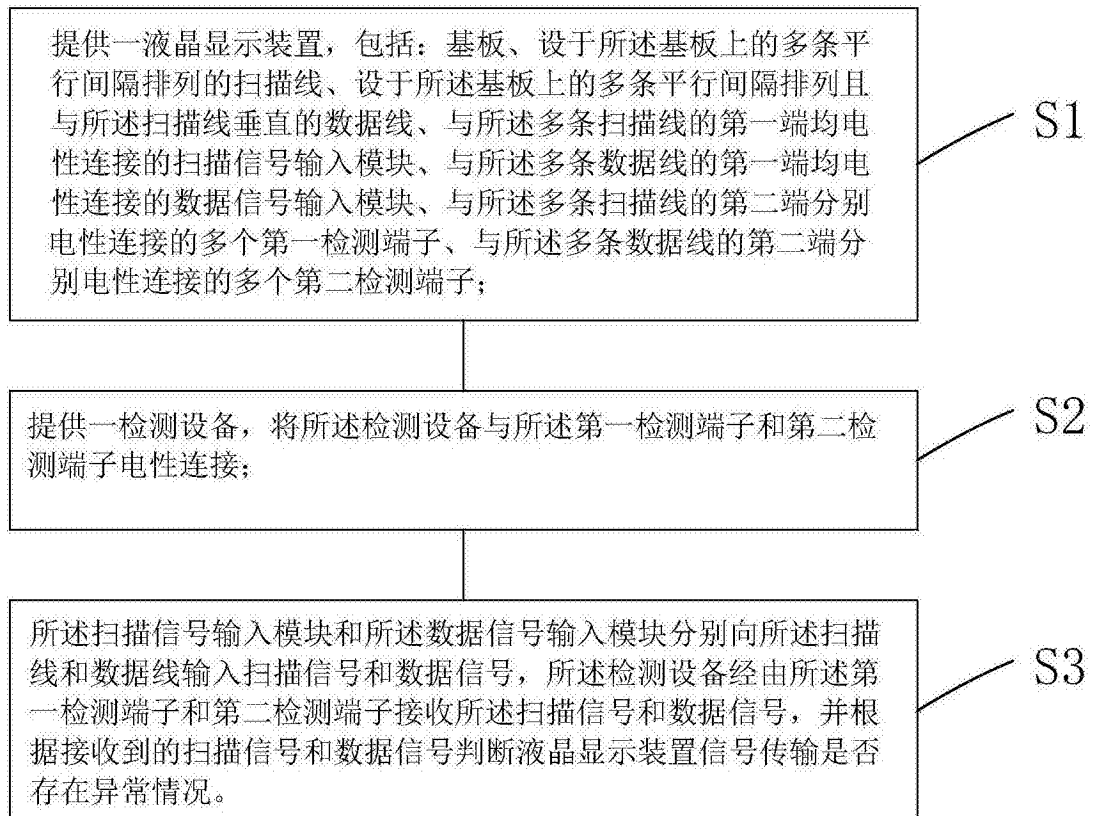 提供一液晶显示装置，包括：基板、设于所述基板上的多条平
行间隔排列的扫描线、设于所述基板上的多条平行间隔排列且
与所述扫描线垂直的数据线、与所述多条扫描线的第一端均电
性连接的扫描信号输入模块、与所述多条数据线的第一端均电
性连接的数据信号输入模块、与所述多条扫描线的第二端分别
电性连接的多个第一检测端子、与所述多条数据线的第二端分
别电性连接的多个第二检测端子；
S1
提供一检测设备，将所述检测设备与所述第一检测端子和第二检
测端子电性连接；
S2
所述扫描信号输入模块和所述数据信号输入模块分别向所述扫描
线和数据线输入扫描信号和数据信号，所述检测设备经由所述第
一检测端子和第二检测端子接收所述扫描信号和数据信号，并根
据接收到的扫描信号和数据信号判断液晶显示装置信号传输是否
存在异常情况。
S3